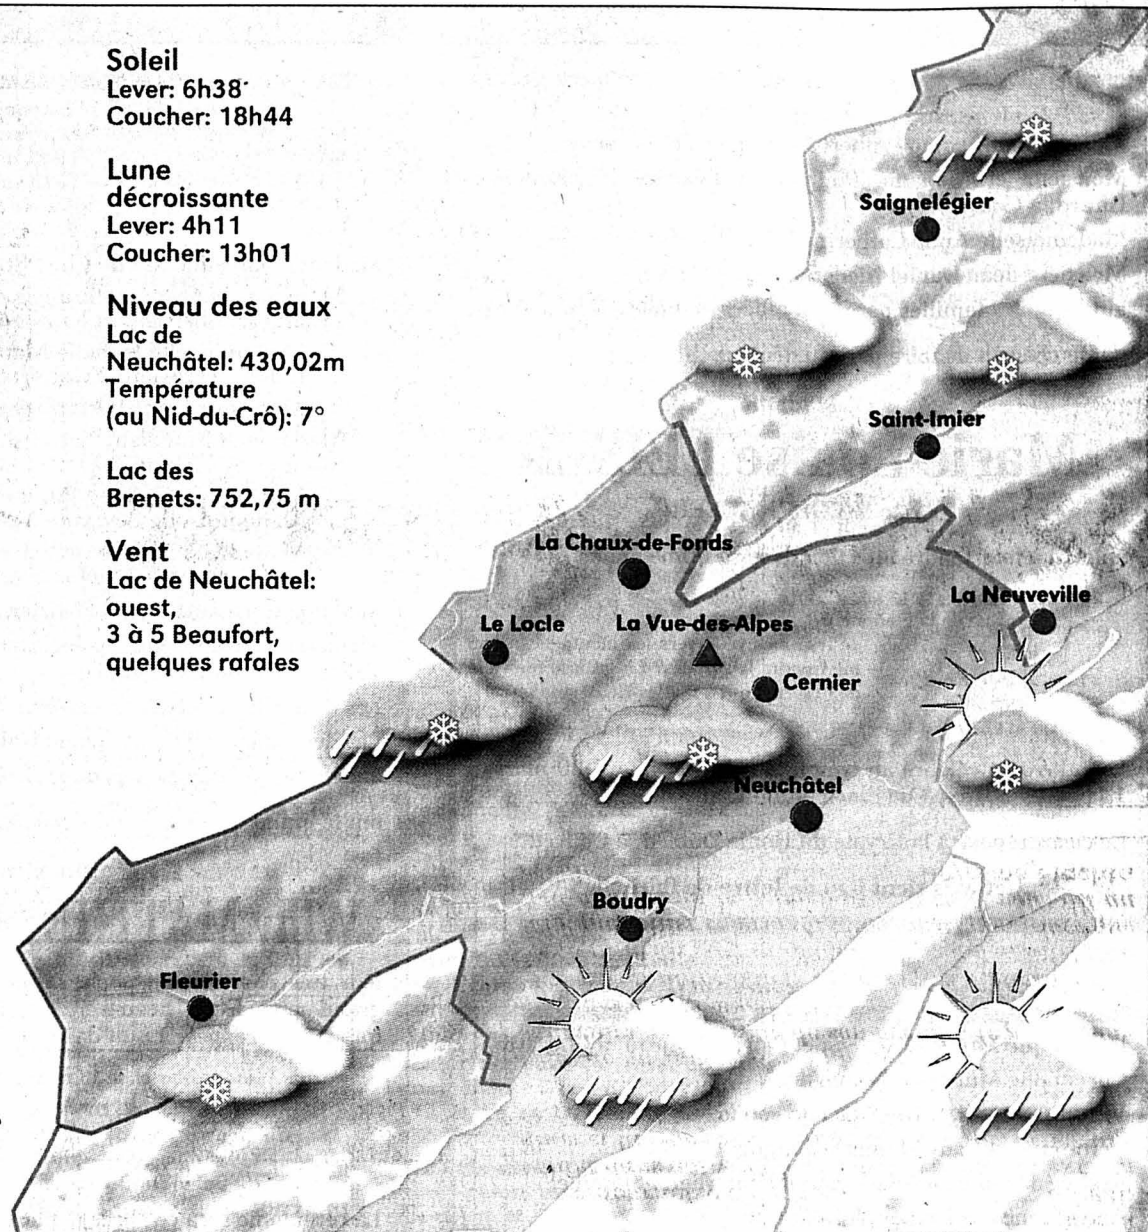 Soleil
Lever: 6h38
Coucher: 18h44
Lune
décroissante
Lever: 4h11
Coucher: 13h01
Niveau des eaux
Lac de
Neuchâtel: 430,02m
Température
(au Nid-du-Crô): 7°
Lac des
Brenets: 752,75 m
Vent
Lac de Neuchâtel:
ouest,
3 à 5 Beaufort,
quelques rafales
Saignelégier
Saint-Imier
La Chaux-de-Fonds
La Neuveville
Le Locle
La Vue-des-Alpes
Cernier
Neuchâtel
Boudry
Fleurier